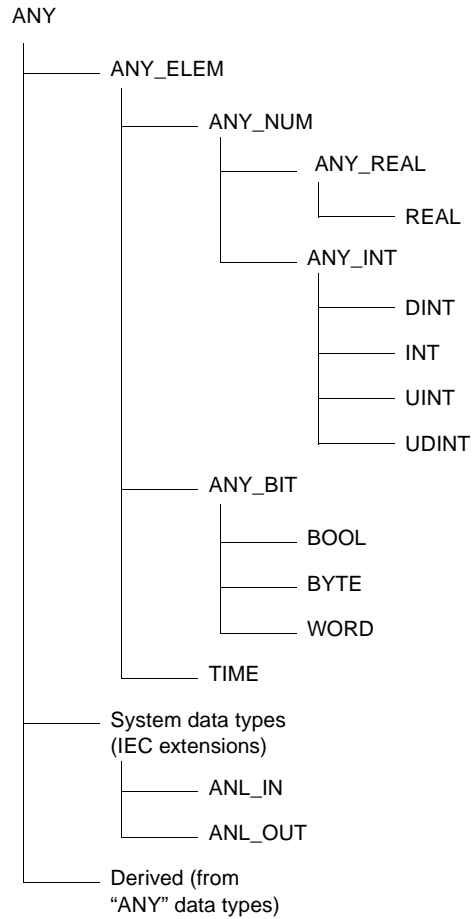 ANY
ANY_ELEM
ANY_NUM
ANY_REAL
REAL
ANY_INT
DINT
INT
UINT
UDINT
ANY_BIT
BOOL
BYTE
WORD
TIME
System data types
(IEC extensions)
ANL_IN
ANL_OUT
Derived (from
“ANY” data types)